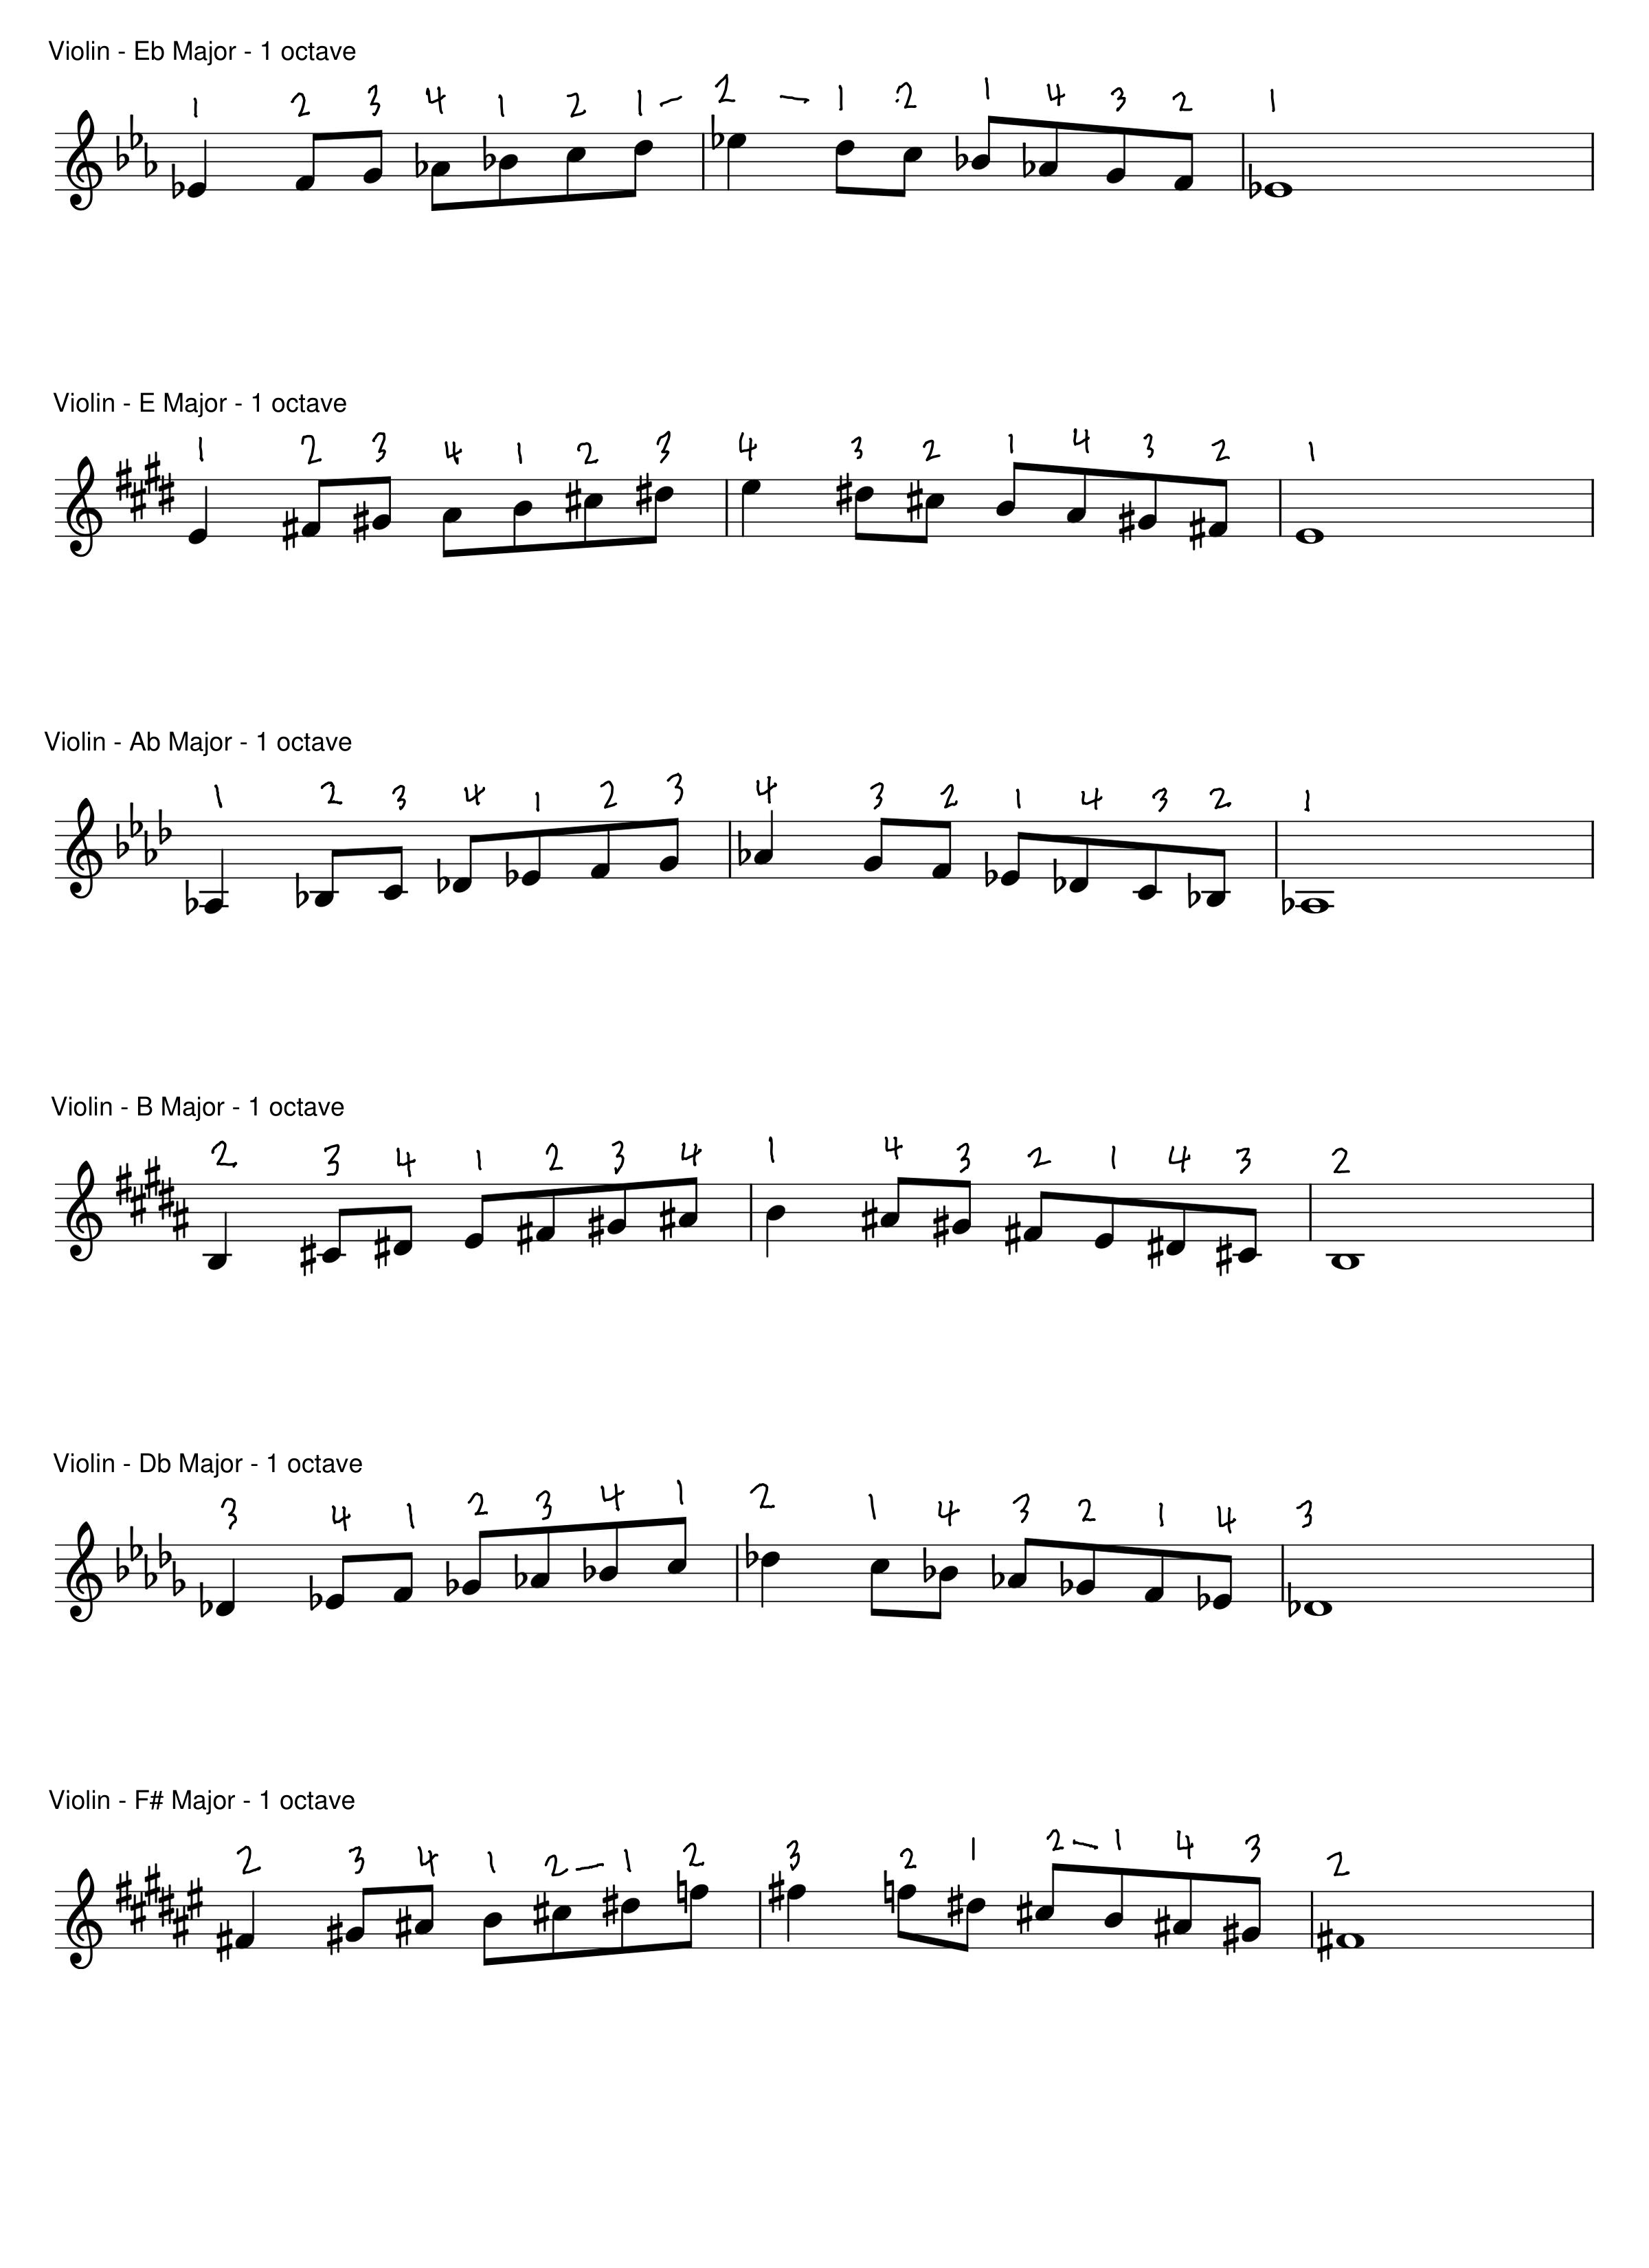 Violin - Eb Major - 1 octave
1 2 3 4 1 2 1 – 2 – 1 2 1 4 3 2 1
Violin - E Major - 1 octave
1 2 3 4 1 2 3 4 3 2 1 4 3 2 1
Violin - Ab Major - 1 octave
1 2 3 4 1 2 3 4 3 2 1 4 3 2 1
Violin - B Major - 1 octave
2 3 4 1 2 3 4 1 4 3 2 1 4 3 2
Violin - Db Major - 1 octave
3 4 1 2 3 4 1 2 1 4 3 2 1 4 3
Violin - F# Major - 1 octave
2 3 4 1 2 – 1 2 3 2 1 2 – 1 4 3 2